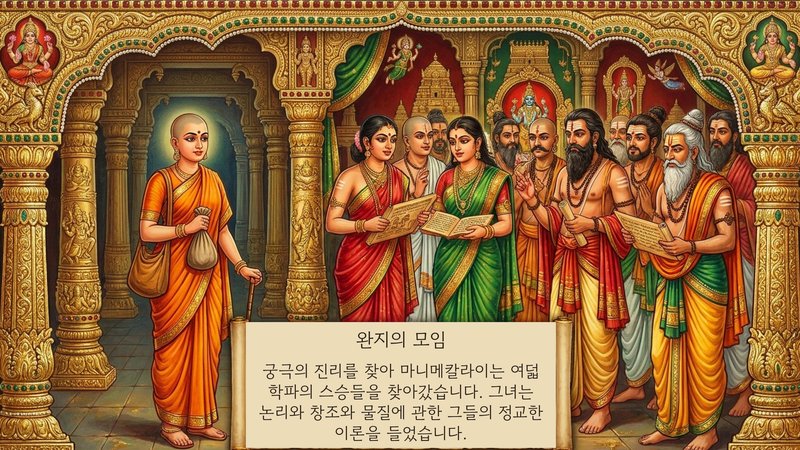 완지의 모임
궁극의 진리를 찾아 마니메칼라이는 여덟
학파의 스승들을 찾아갔습니다. 그녀는
논리와 창조와 물질에 관한 그들의 정교한
이론을 들었습니다.